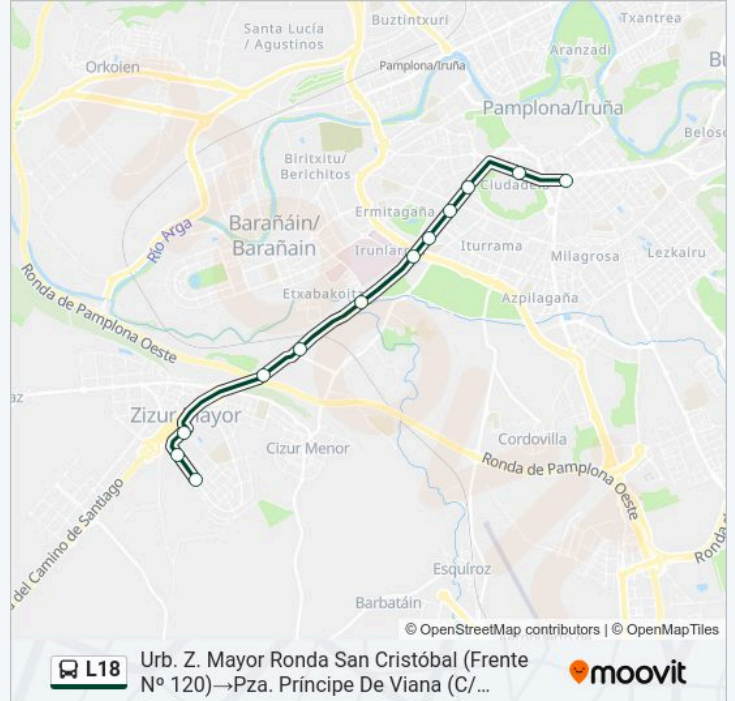 Buztintxuri
Txantrea
Santa Lucía
/ Agustinos
Aranzadi
Orkoien
Pamplona/Iruña
Pamplona/Iruña
Biritxitu/
Berichitos
Ciudadela
Ermitagaña
Barañáin/
Barañain
Río Arga
Iturrama
Milagrosa
Lezkairu
Etxabakoitz
Azpilagaña
Ronda de Pamplona Oeste
Zizur Mayor
Cizur Menor
Cordovilla
Ronda de Pamplona Oeste
del Camino de Santiago
Ronda
Esquíroz
Barbatáin
© OpenStreetMap contributors | © OpenMapTiles
L18
Urb. Z. Mayor Ronda San Cristóbal (Frente
Nº 120)→Pza. Príncipe De Viana (C/…
moovit